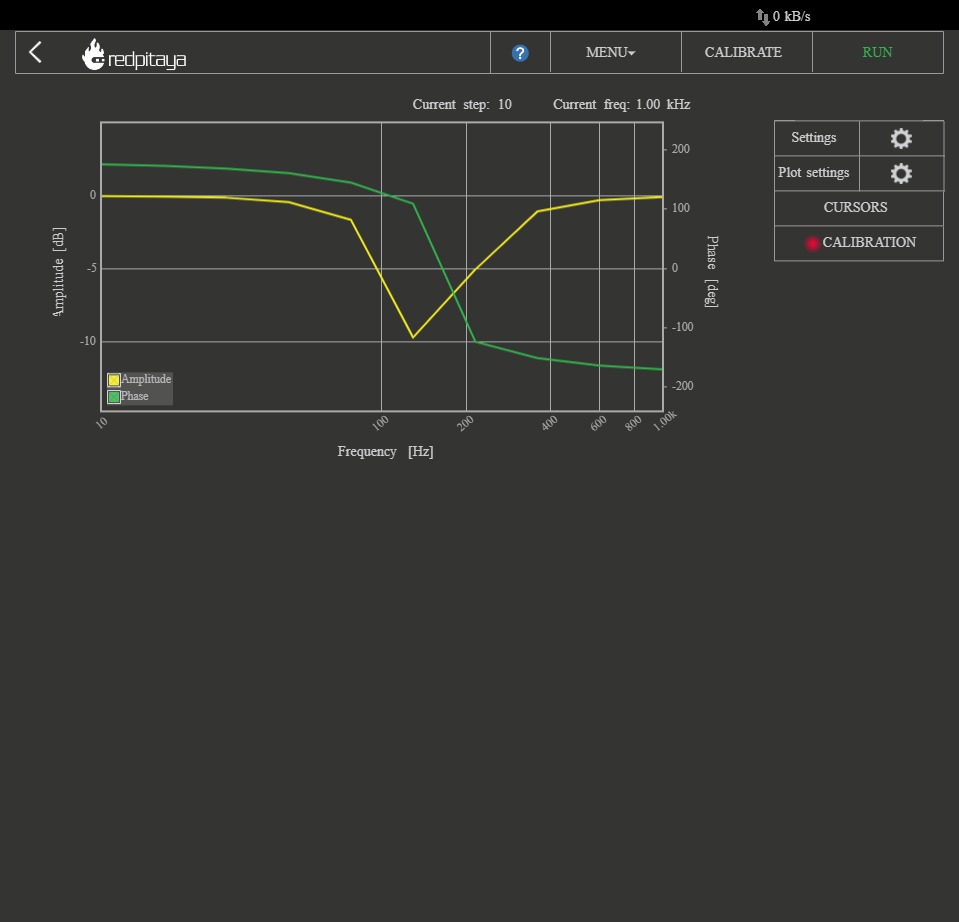 0 kB/s
redpitaya
?
MENU
CALIBRATE
RUN
Current step: 10
Current freq: 1.00 kHz
Settings
Plot settings
CURSORS
CALIBRATION
Amplitude [dB]
0
-5
-10
200
100
0
-100
-200
Phase [deg]
Amplitude
Phase
10
100
200
400
600
800
1.00k
Frequency [Hz]